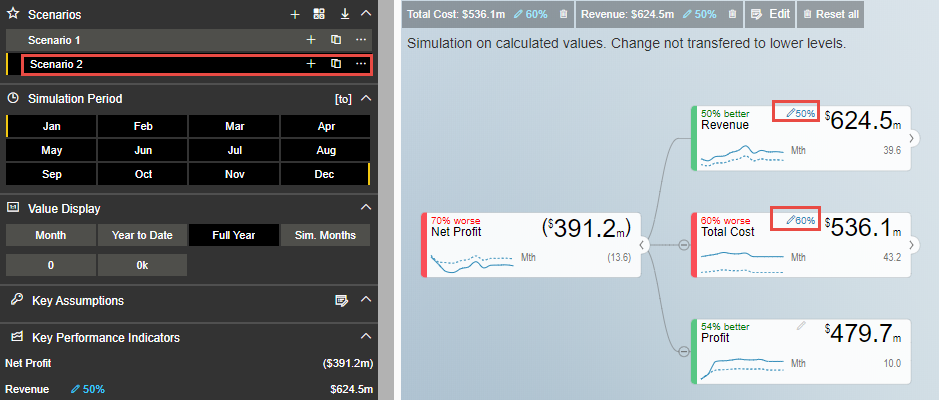 Scenarios
Scenario 1
Scenario 2
Simulation Period [to]
Jan Feb Mar Apr
May Jun Jul Aug
Sep Oct Nov Dec
Value Display
Month Year to Date Full Year Sim. Months
0 0k
Key Assumptions
Key Performance Indicators
Net Profit ($391.2m)
Revenue 50% $624.5m
Total Cost: $536.1m 60% Revenue: $624.5m 50% Edit Reset all
Simulation on calculated values. Change not transfered to lower levels.
50% better 50%
Revenue $624.5m
Mth 39.6
70% worse
Net Profit ($391.2m)
Mth (13.6)
60% worse 60%
Total Cost $536.1m
Mth 43.2
54% better
Profit $479.7m
Mth 10.0